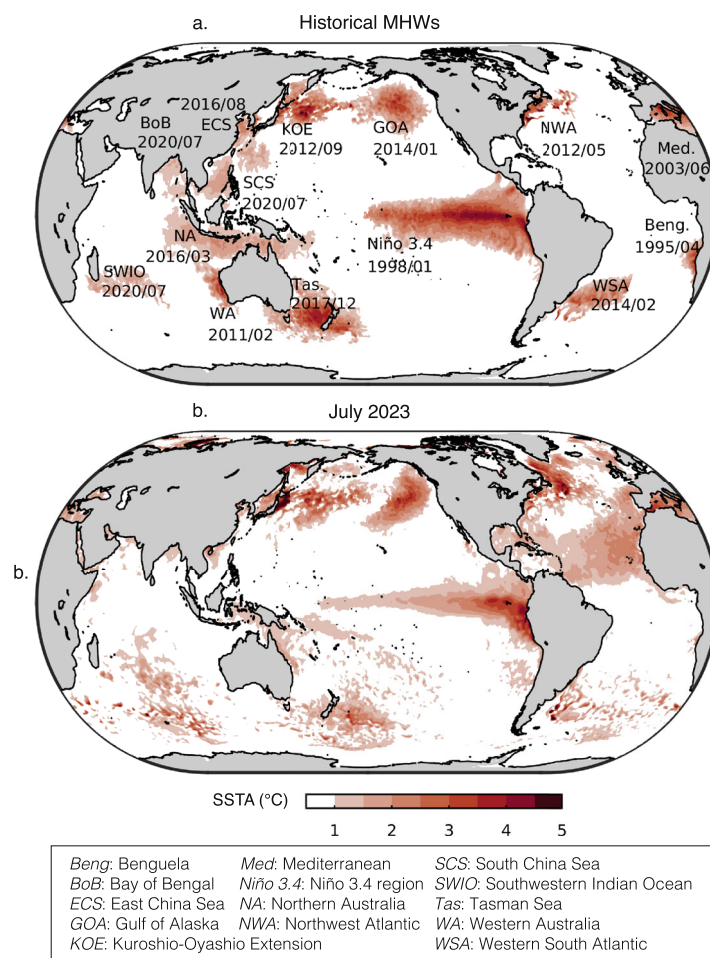 a.
Historical MHWs
2016/08
BoB
ECS
2020/07
KOE
2012/09
GOA
2014/01
NWA
2012/05
Med.
2003/06
SCS
2020/07
NA
2016/03
Niño 3.4
1998/01
Beng.
1995/04
SWIO
2020/07
Tas.
2017/12
WSA
2014/02
WA
2011/02
b.
July 2023
b.
SSTA (°C)
1 2 3 4 5
Beng: Benguela Med: Mediterranean SCS: South China Sea
BoB: Bay of Bengal Niño 3.4: Niño 3.4 region SWIO: Southwestern Indian Ocean
ECS: East China Sea NA: Northern Australia Tas: Tasman Sea
GOA: Gulf of Alaska NWA: Northwest Atlantic WA: Western Australia
KOE: Kuroshio-Oyashio Extension WSA: Western South Atlantic